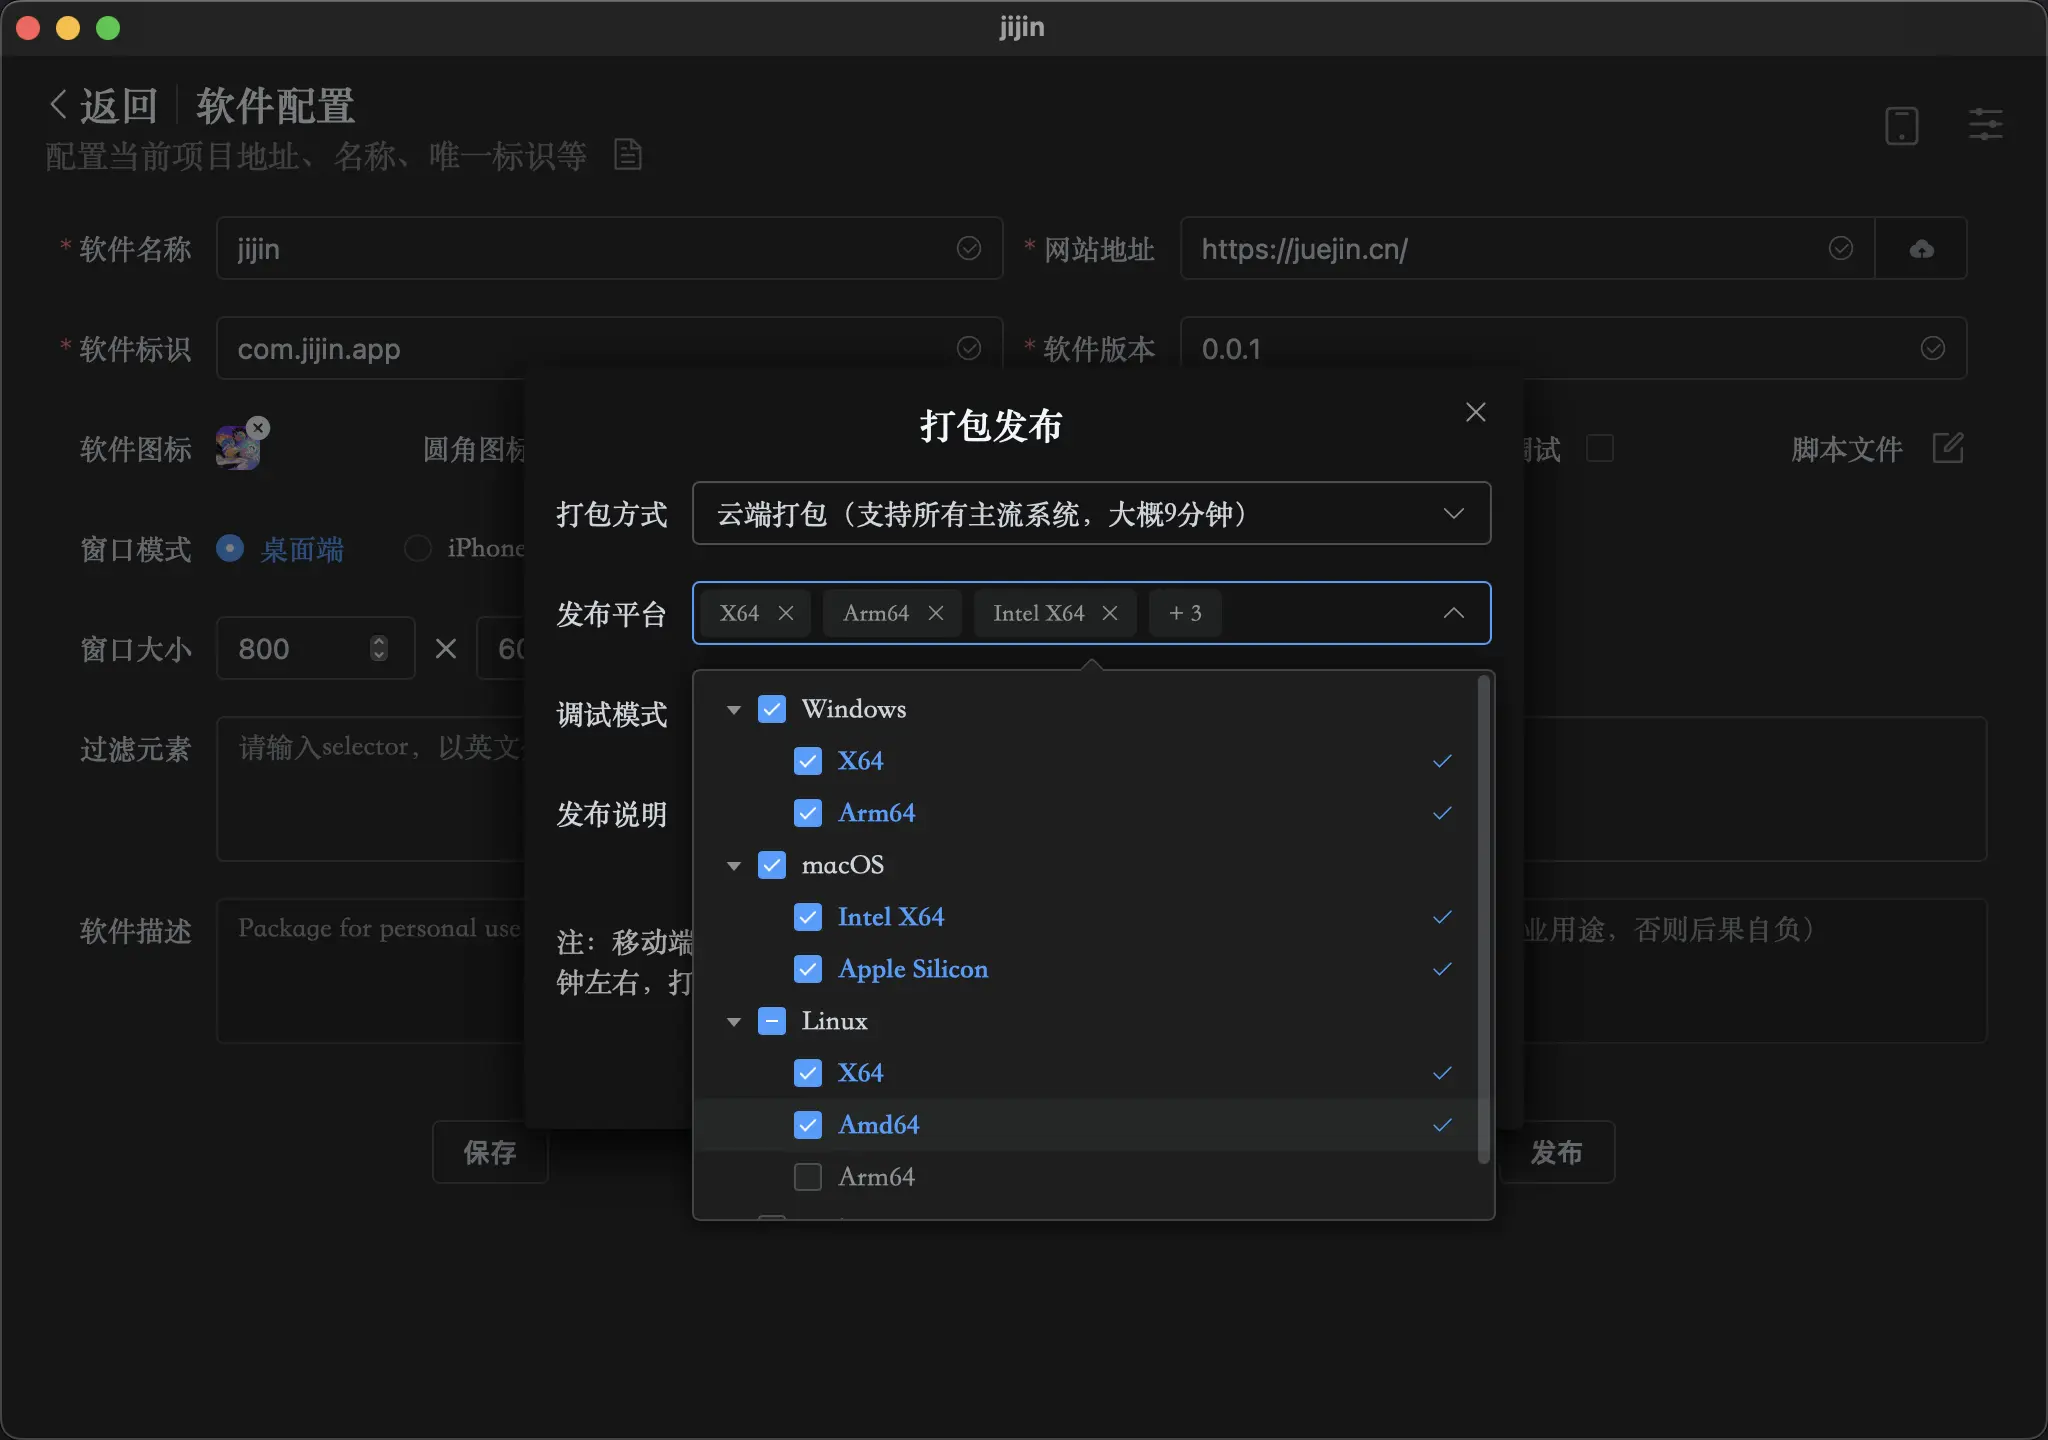 jijin
返回 软件配置
配置当前项目地址、名称、唯一标识等
* 软件名称 jijin
* 网站地址 https://juejin.cn/
* 软件标识 com.jijin.app
* 软件版本 0.0.1
软件图标 圆角图标
试 脚本文件
窗口模式 桌面端 iPhone
窗口大小 800
过滤元素 请输入selector，以英文
软件描述 Package for personal use
业用途，否则后果自负）
保存
发布
打包发布
打包方式 云端打包（支持所有主流系统，大概9分钟）
发布平台 X64 Arm64 Intel X64 + 3
调试模式
发布说明
注：移动端
钟左右，打
Windows
X64
Arm64
macOS
Intel X64
Apple Silicon
Linux
X64
Amd64
Arm64